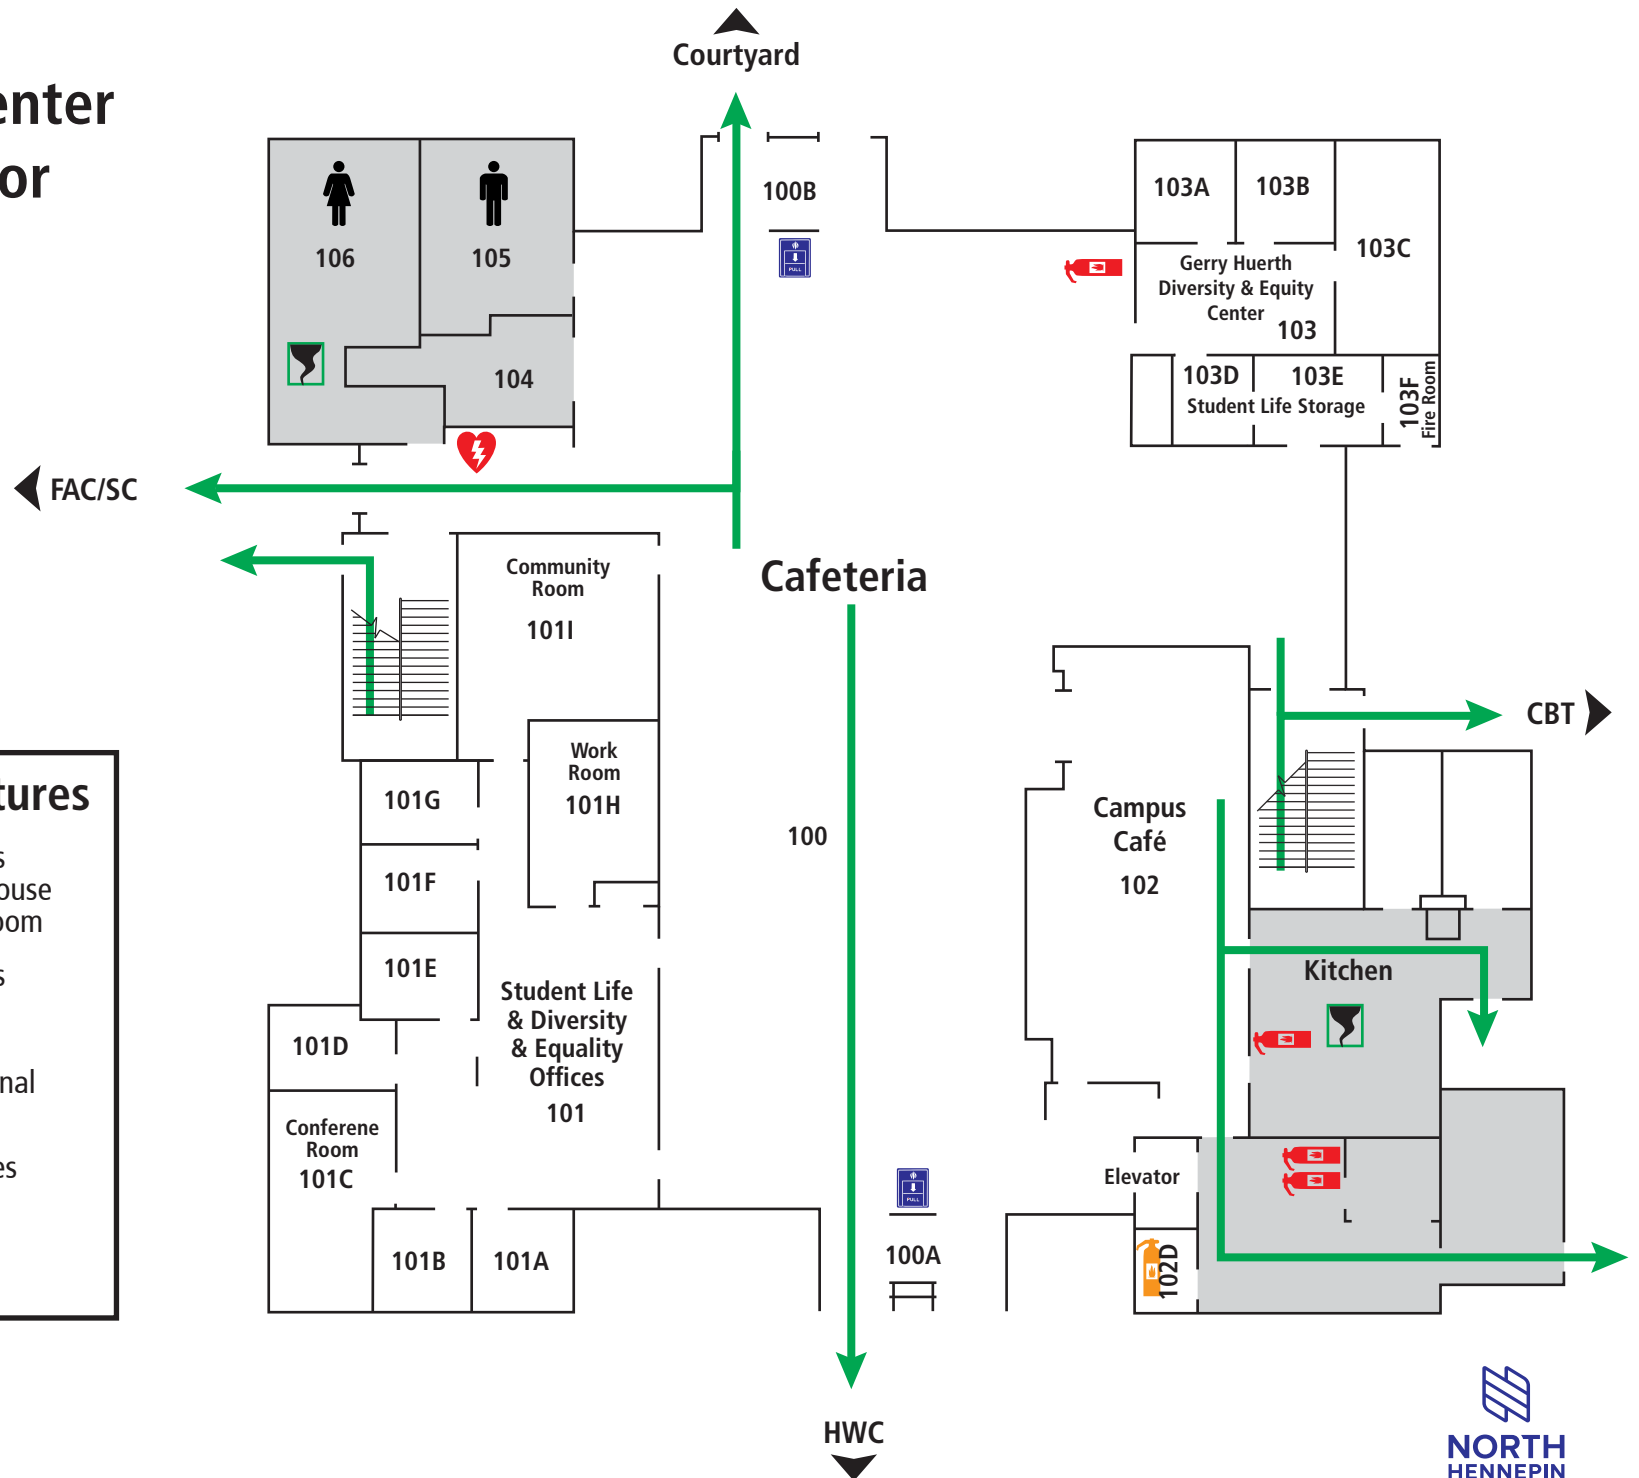 Courtyard
enter
or
100B
106
105
104
103A
103B
103C
Gerry Huerth
Diversity & Equity
Center
103
103D
103E
Student Life Storage
103F
Fire Room
PULL
FAC/SC
Community
Room
101I
Cafeteria
Work
Room
101H
101G
101F
101E
101D
Student Life
& Diversity
& Equality
Offices
101
Conferene
Room
101C
101B
101A
100
Campus
Café
102
CBT
Kitchen
Elevator
102D
PULL
100A
HWC
tures
s
ouse
oom
s
nal
es
NORTH
HENNEPIN